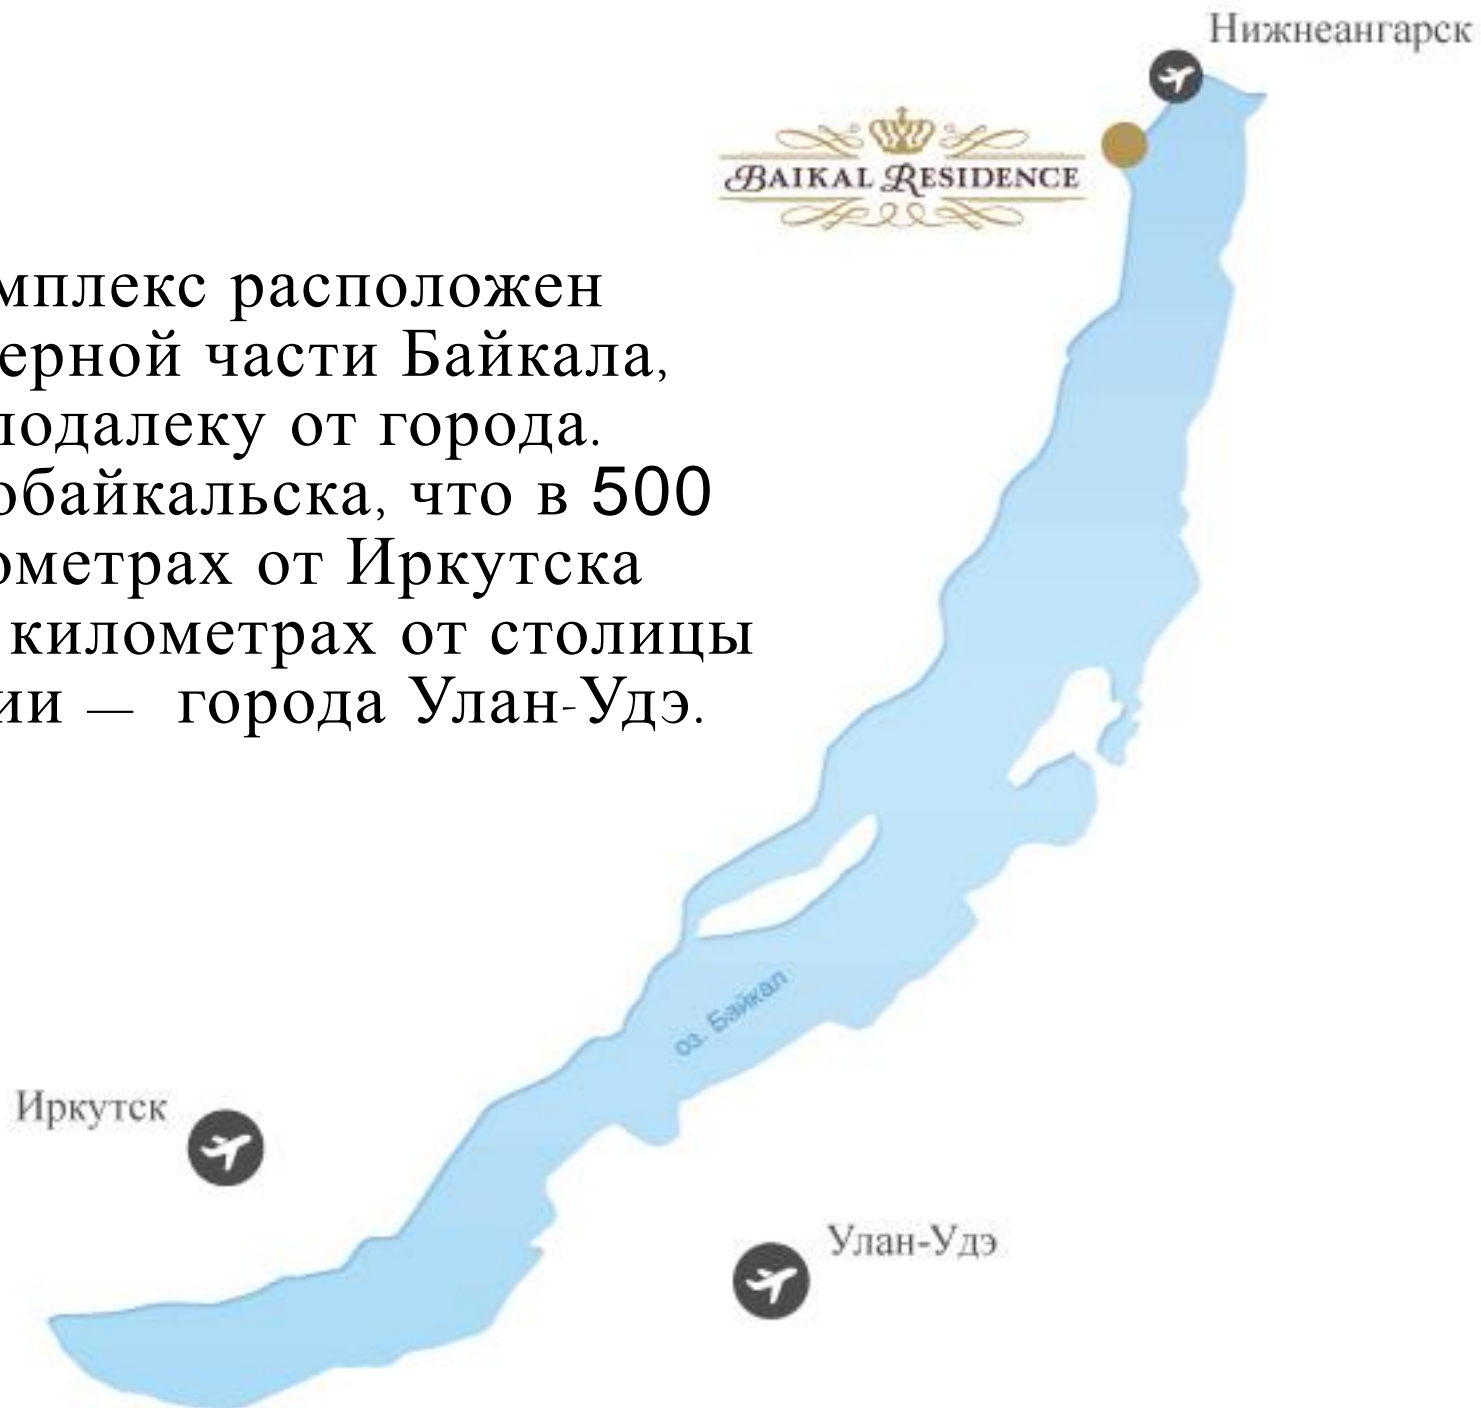 Нижнеангарск
BAIKAL RESIDENCE
мплекс расположен
ерной части Байкала,
подалеку от города.
обайкальска, что в 500
ометрах от Иркутска
километрах от столицы
ии — города Улан-Удэ.
оз. Байкал
Иркутск
Улан-Удэ